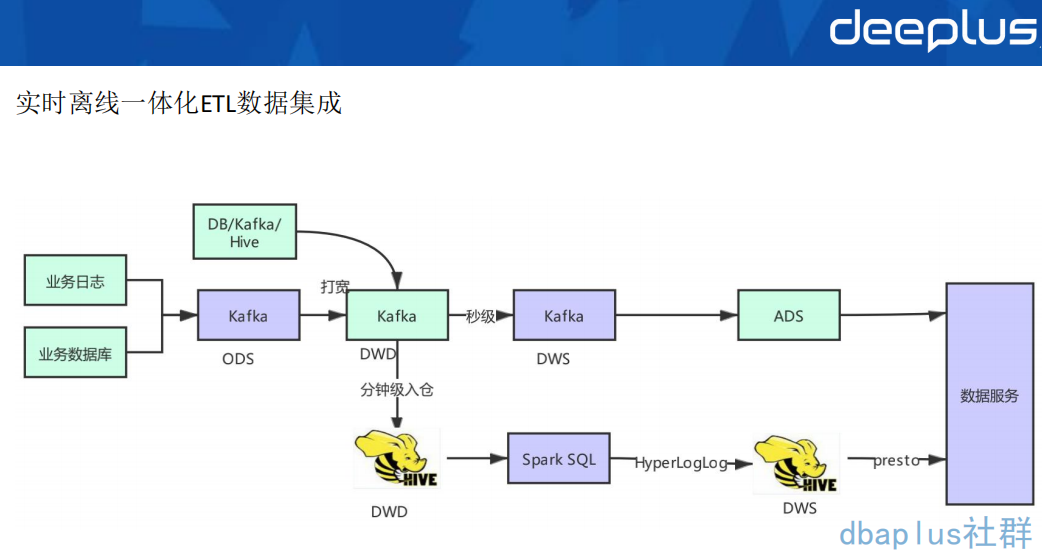 deeplus
实时离线一体化ETL数据集成
DB/Kafka/
Hive
业务日志
打宽
Kafka
Kafka
秒级
Kafka
ADS
业务数据库
ODS
DWD
DWS
分钟级入仓
数据服务
HIVE
Spark SQL
HyperLogLog
HIVE
presto
DWD
DWS
dbaplus社群